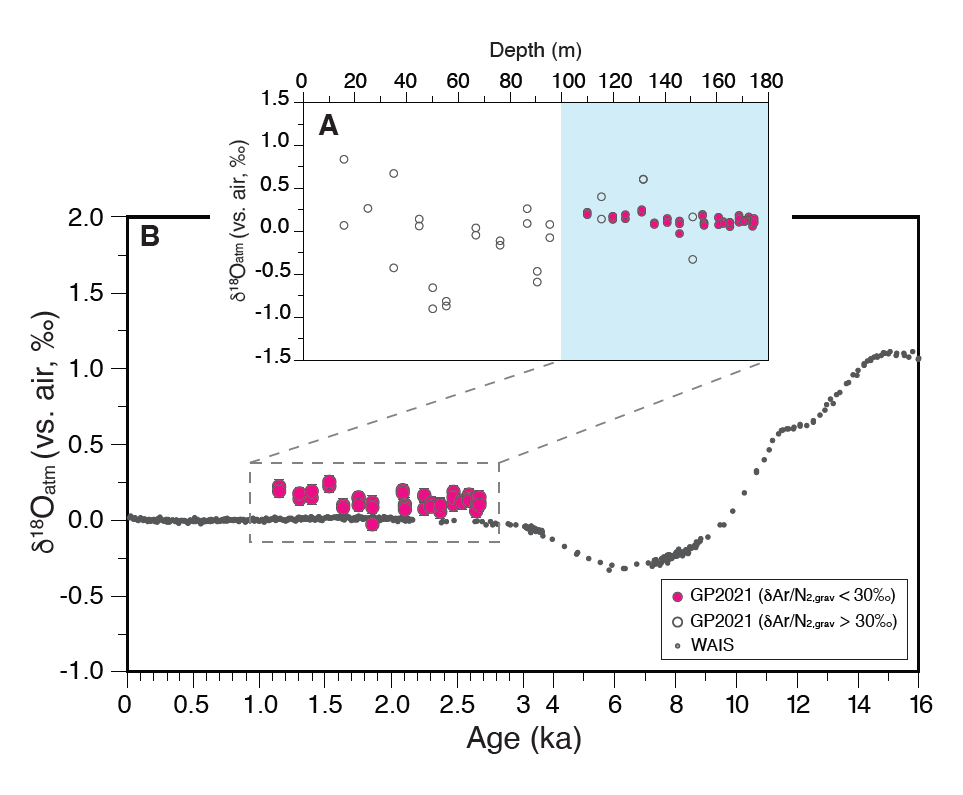 Depth (m)
0 20 40 60 80 100 120 140 160 180
1.5
1.0
0.5
0.0
-0.5
-1.0
-1.5
δ¹⁸Oatm (vs. air, ‰)
A
2.0
1.5
1.0
0.5
0.0
-0.5
-1.0
δ¹⁸Oatm (vs. air, ‰)
B
GP2021 (δAr/N₂,grav < 30‰)
GP2021 (δAr/N₂,grav > 30‰)
WAIS
0 0.5 1.0 1.5 2.0 2.5 3 4 6 8 10 12 14 16
Age (ka)